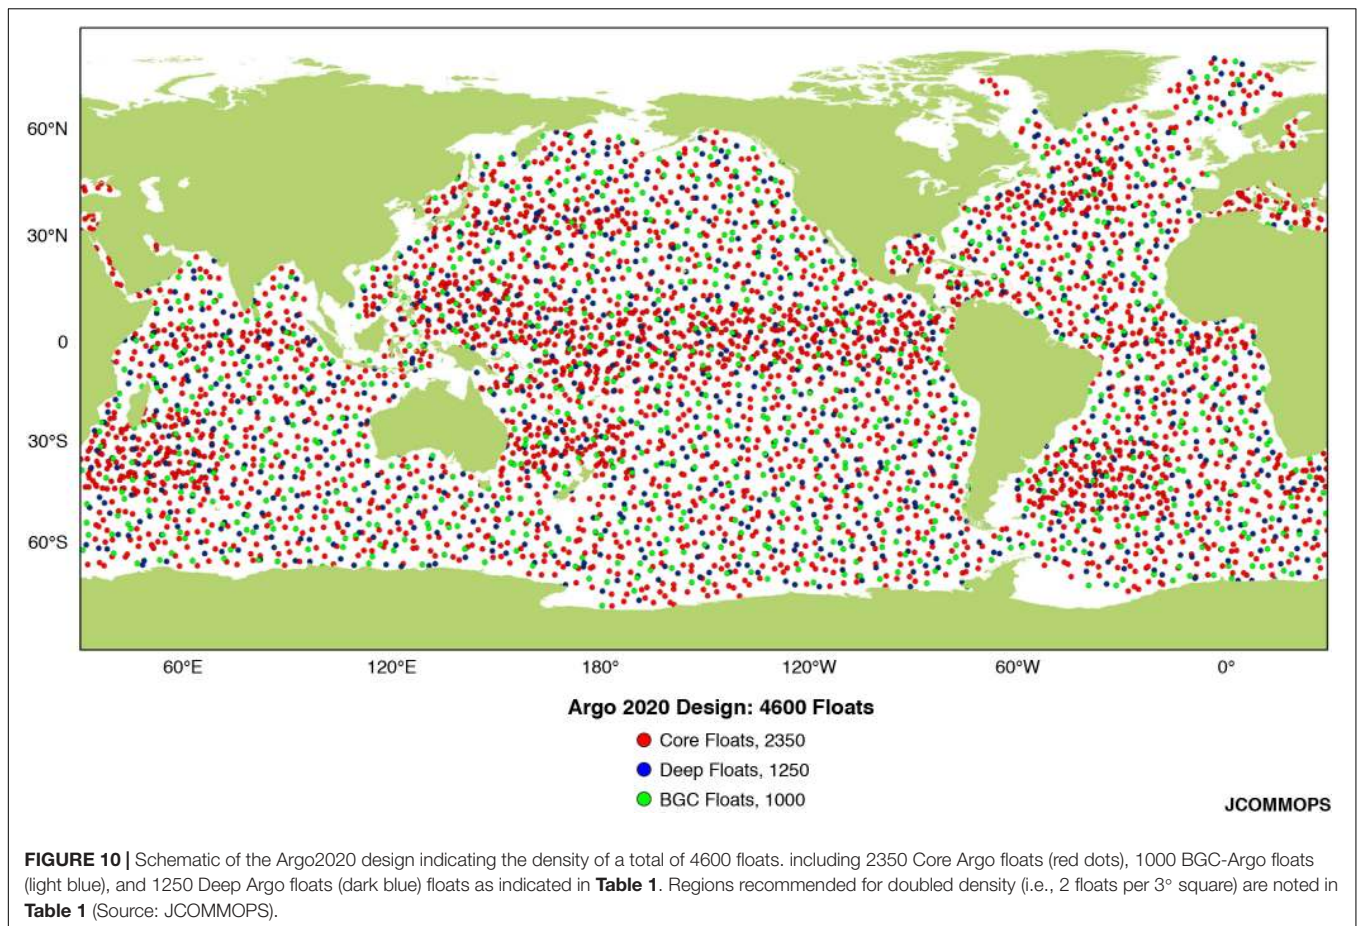 60°N
30°N
0
30°S
60°S
60°E 120°E 180° 120°W 60°W 0°
Argo 2020 Design: 4600 Floats
Core Floats, 2350
Deep Floats, 1250
BGC Floats, 1000
JCOMMOPS
FIGURE 10 | Schematic of the Argo2020 design indicating the density of a total of 4600 floats. including 2350 Core Argo floats (red dots), 1000 BGC-Argo floats
(light blue), and 1250 Deep Argo floats (dark blue) floats as indicated in Table 1. Regions recommended for doubled density (i.e., 2 floats per 3° square) are noted in
Table 1 (Source: JCOMMOPS).